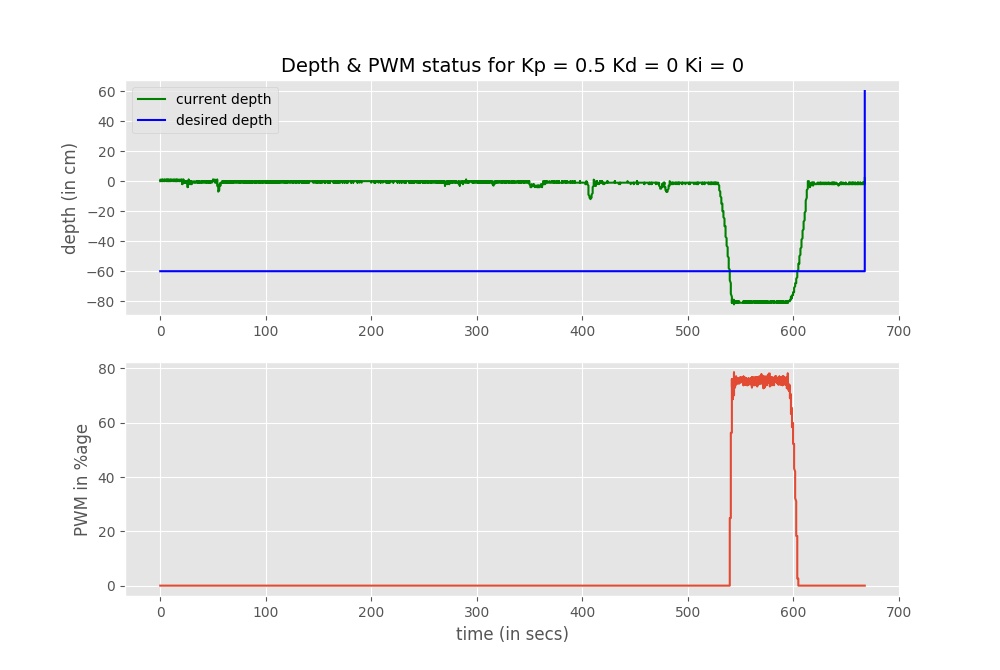 Depth & PWM status for Kp = 0.5 Kd = 0 Ki = 0
current depth
desired depth
depth (in cm)
60
40
20
0
−20
−40
−60
−80
0 100 200 300 400 500 600 700
PWM in %age
80
60
40
20
0
0 100 200 300 400 500 600 700
time (in secs)